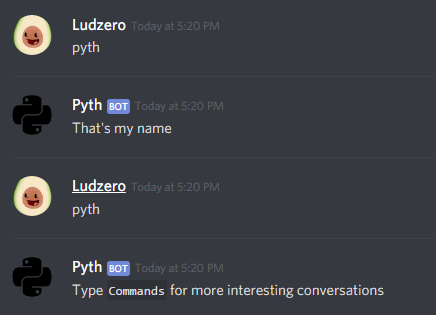 Ludzero Today at 5:20 PM
pyth
Pyth BOT Today at 5:20 PM
That's my name
Ludzero Today at 5:20 PM
pyth
Pyth BOT Today at 5:20 PM
Type Commands for more interesting conversations